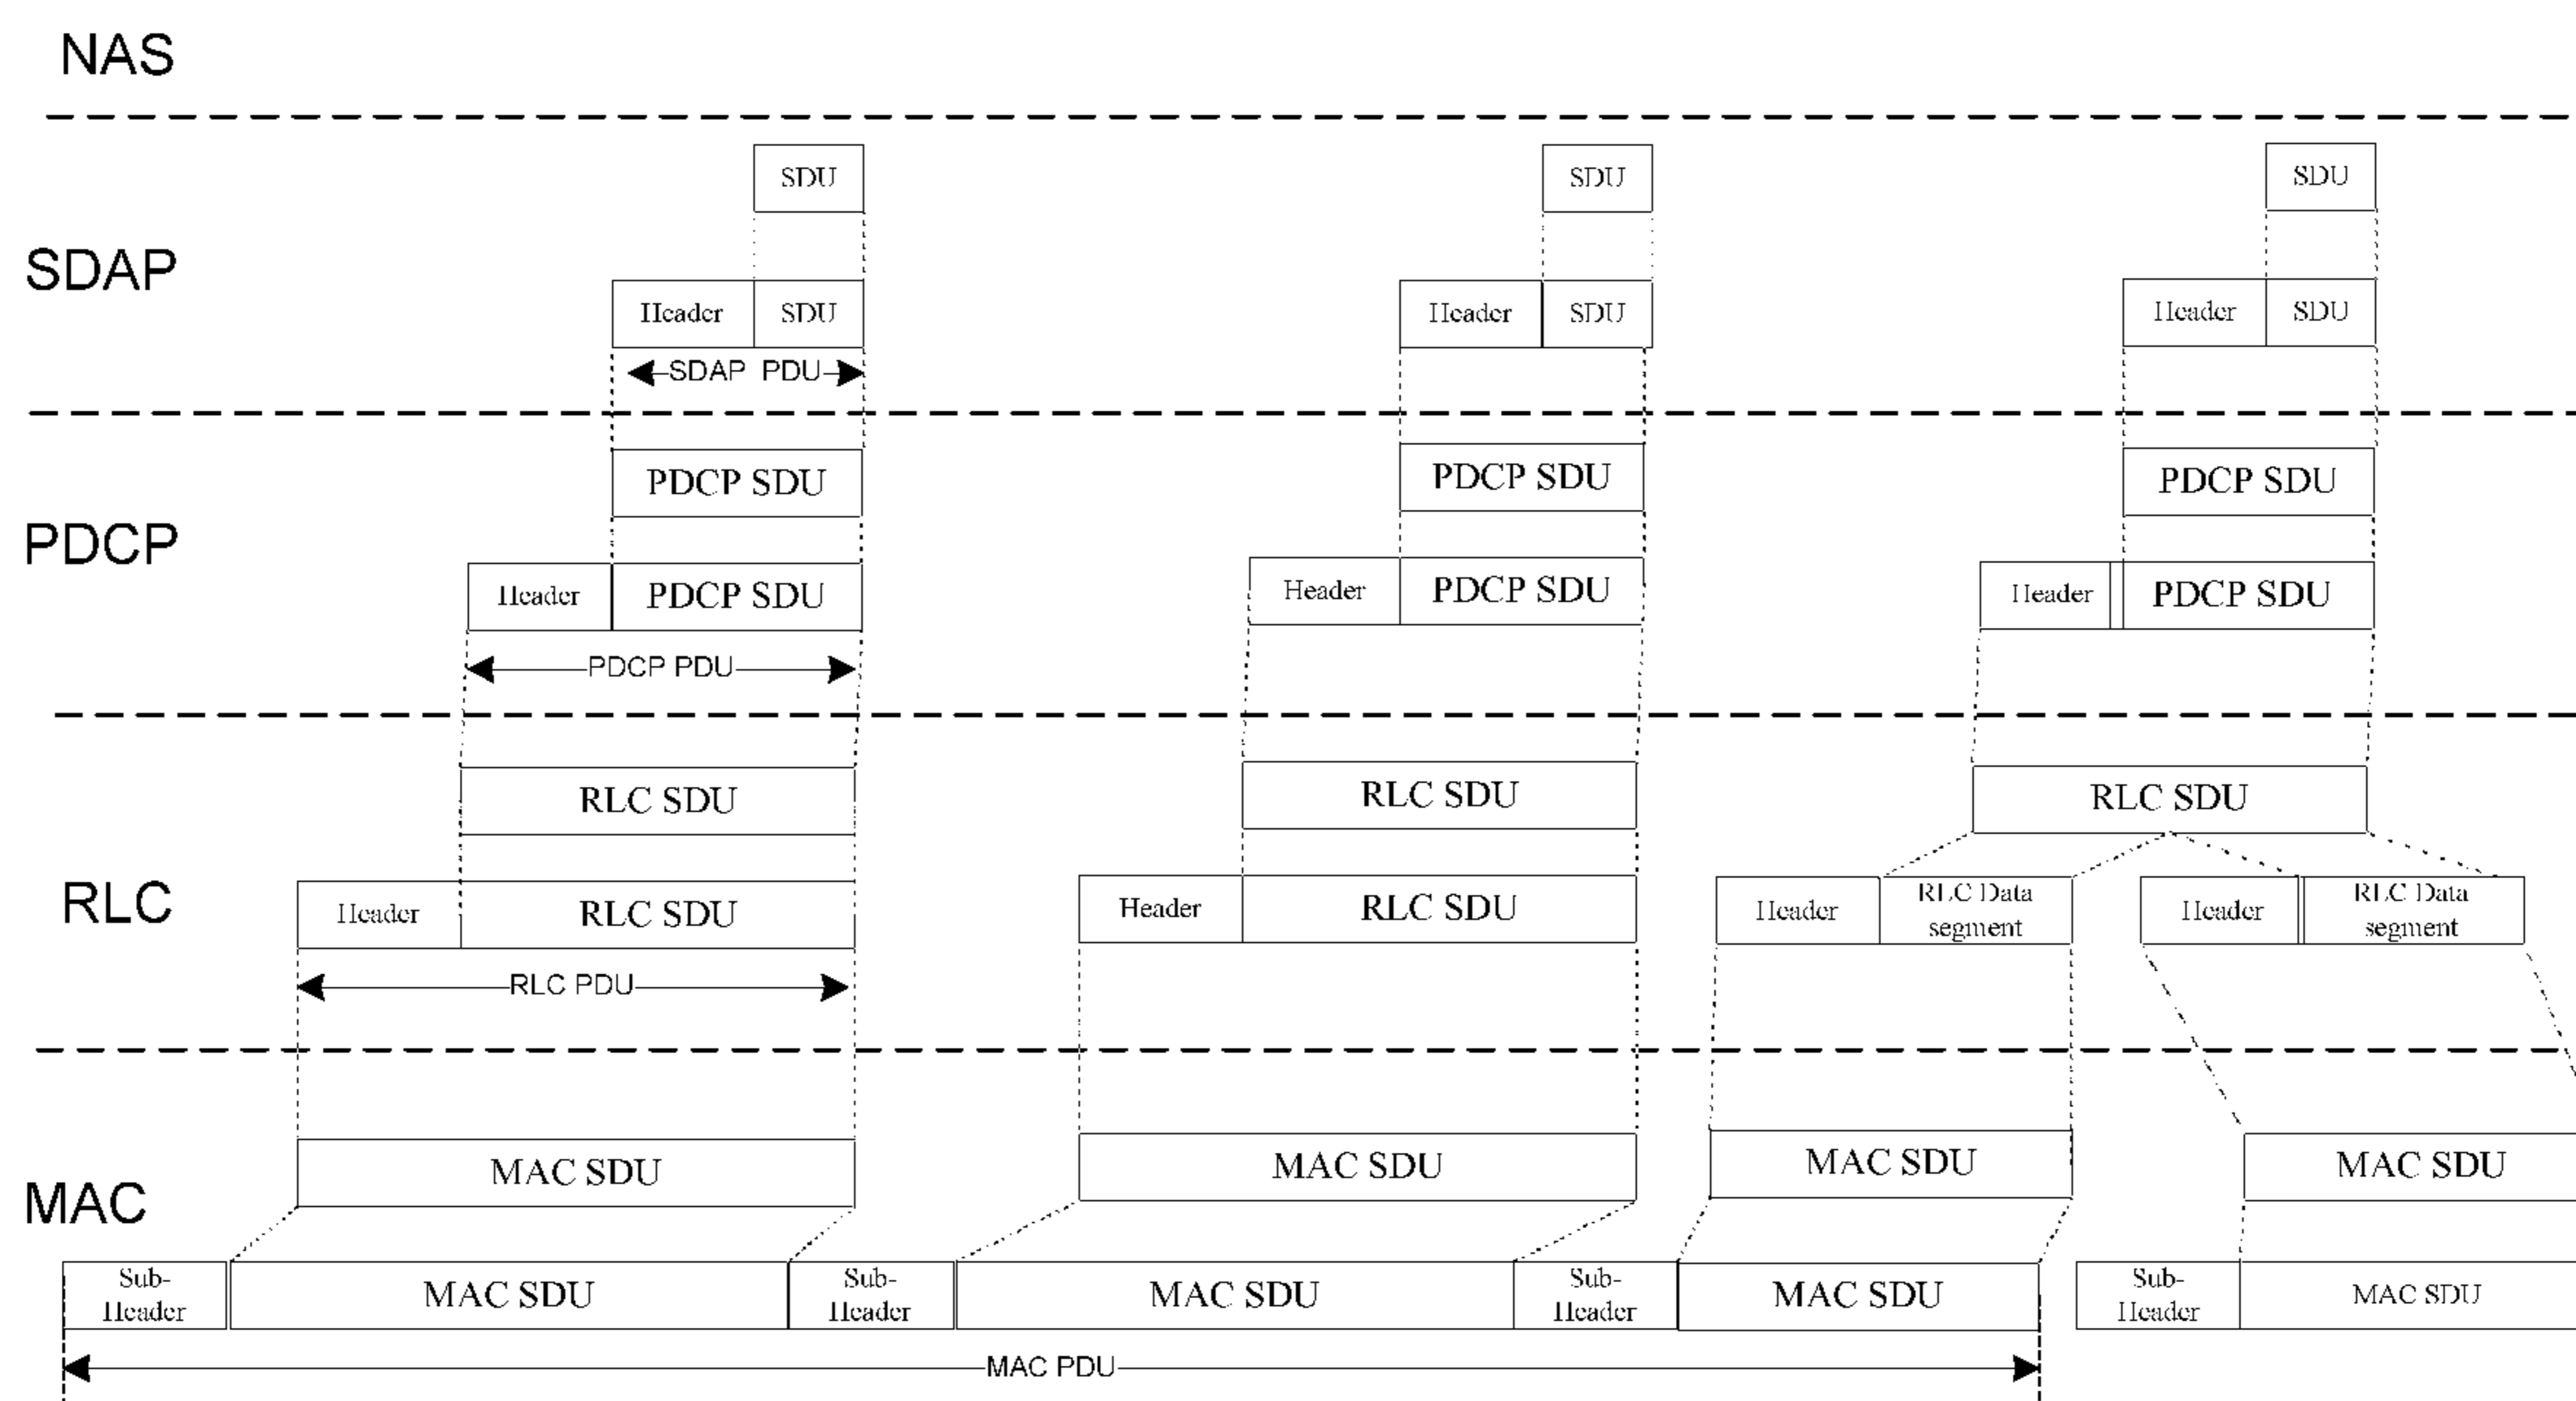 NAS
SDU SDU SDU
SDAP
Header SDU Header SDU Header SDU
SDAP PDU
PDCP SDU PDCP SDU PDCP SDU
PDCP
Header PDCP SDU Header PDCP SDU Header PDCP SDU
PDCP PDU
RLC SDU RLC SDU RLC SDU
RLC
Header RLC SDU Header RLC SDU Header RLC Data segment Header RLC Data segment
RLC PDU
MAC SDU MAC SDU MAC SDU MAC SDU
MAC
Sub-Header MAC SDU Sub-Header MAC SDU Sub-Header MAC SDU Sub-Header MAC SDU
MAC PDU